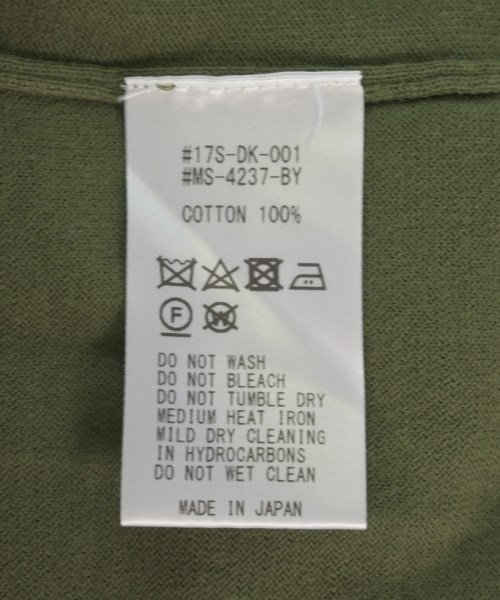 #17S-DK-001
#MS-4237-BY
COTTON 100%
F W
DO NOT WASH
DO NOT BLEACH
DO NOT TUMBLE DRY
MEDIUM HEAT IRON
MILD DRY CLEANING
IN HYDROCARBONS
DO NOT WET CLEAN
MADE IN JAPAN